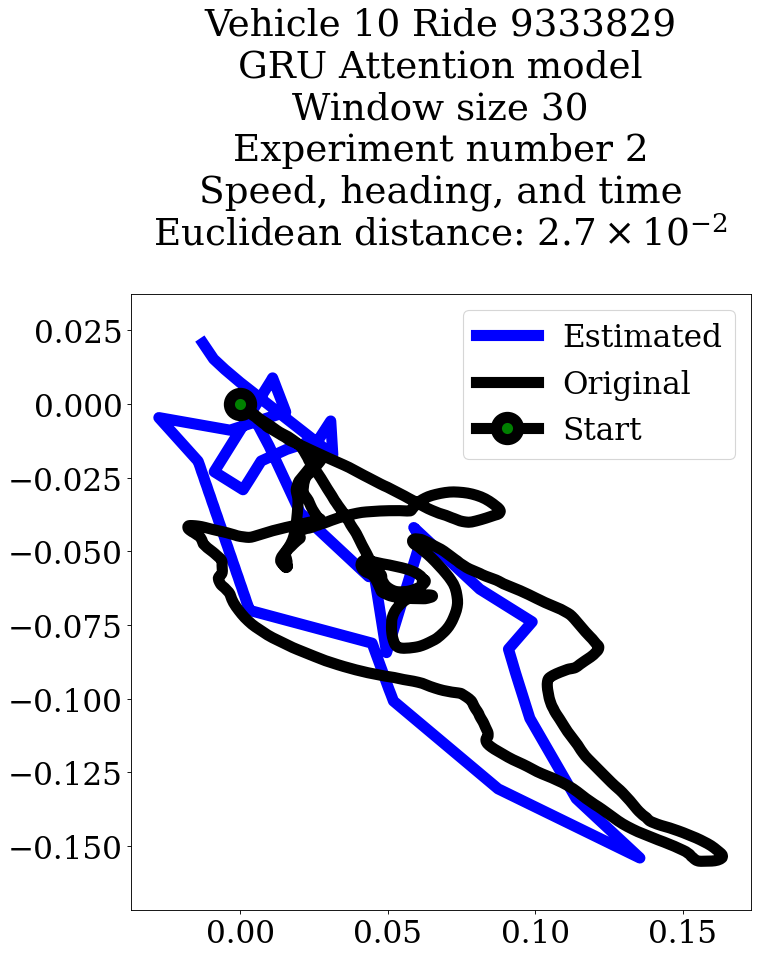 Vehicle 10 Ride 9333829
GRU Attention model
Window size 30
Experiment number 2
Speed, heading, and time
Euclidean distance: 2.7 × 10⁻²
Estimated
Original
Start
0.025
0.000
−0.025
−0.050
−0.075
−0.100
−0.125
−0.150
0.00 0.05 0.10 0.15